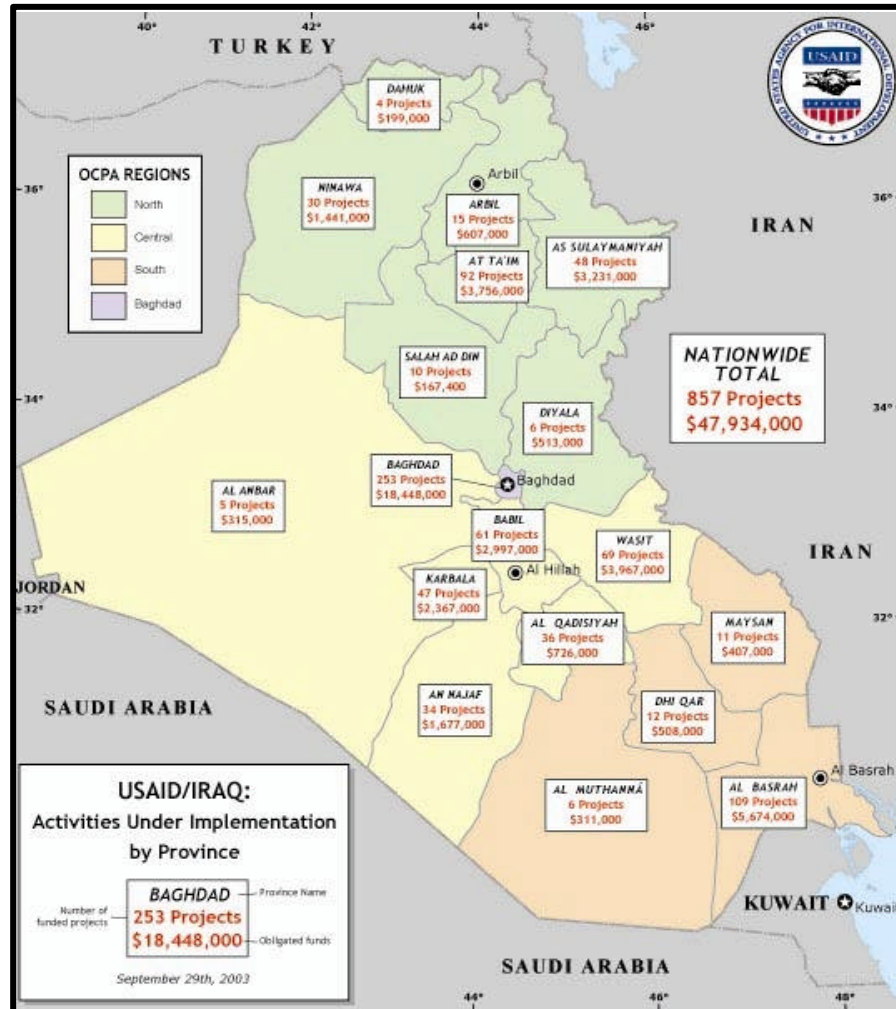 40°
42°
44°
46°
TURKEY
UNITED STATES AGENCY FOR INTERNATIONAL DEVELOPMENT
USAID
DAHUK
4 Projects
$199,000
OCPA REGIONS
North
Central
South
Baghdad
36°
36°
Arbil
NINAWA
30 Projects
$1,441,000
ARBIL
15 Projects
$607,000
IRAN
AS SULAYMANIYAH
48 Projects
$3,231,000
AT TA'IM
92 Projects
$3,756,000
SALAH AD DIN
10 Projects
$167,400
NATIONWIDE
TOTAL
857 Projects
$47,934,000
34°
34°
DIYALA
6 Projects
$513,000
BAGHDAD
253 Projects
$18,448,000
Baghdad
AL ANBAR
5 Projects
$315,000
BABIL
61 Projects
$2,997,000
WASIT
69 Projects
$3,967,000
IRAN
Al Hillah
JORDAN
32°
32°
KARBALA
47 Projects
$2,367,000
AL QADISIYAH
36 Projects
$726,000
MAYSAN
11 Projects
$407,000
SAUDI ARABIA
AN NAJAF
34 Projects
$1,677,000
DHI QAR
12 Projects
$508,000
Al Basrah
AL MUTHANNÁ
6 Projects
$311,000
AL BASRAH
109 Projects
$5,674,000
USAID/IRAQ:
Activities Under Implementation
by Province
BAGHDAD
253 Projects
$18,448,000
Province Name
Number of
funded projects
Obligated funds
September 29th, 2003
KUWAIT
Kuwait
SAUDI ARABIA
44°
46°
48°